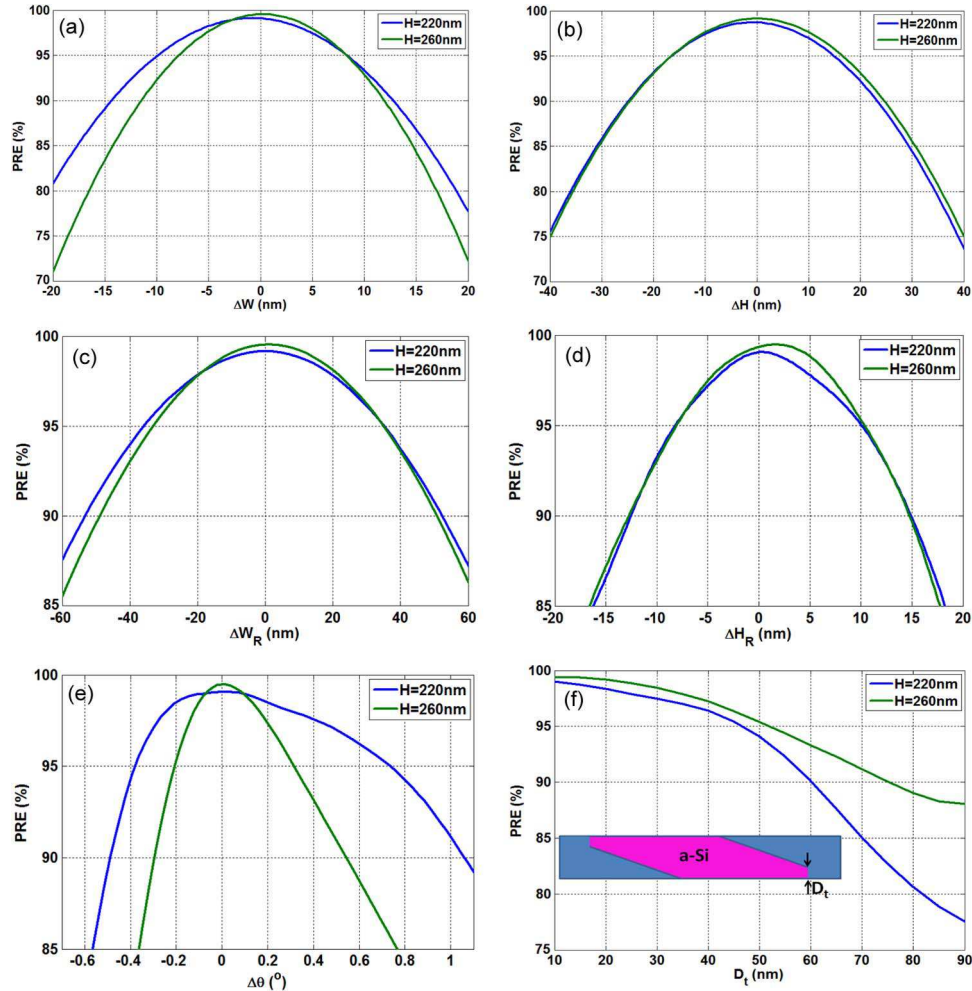 (a)
H=220nm
H=260nm
PRE (%)
100
95
90
85
80
75
70
-20 -15 -10 -5 0 5 10 15 20
ΔW (nm)
(b)
H=220nm
H=260nm
PRE (%)
100
95
90
85
80
75
70
-40 -30 -20 -10 0 10 20 30 40
ΔH (nm)
(c)
H=220nm
H=260nm
PRE (%)
100
95
90
85
-60 -40 -20 0 20 40 60
ΔW_R (nm)
(d)
H=220nm
H=260nm
PRE (%)
100
95
90
85
-20 -15 -10 -5 0 5 10 15 20
ΔH_R (nm)
(e)
H=220nm
H=260nm
PRE (%)
100
95
90
85
-0.6 -0.4 -0.2 0 0.2 0.4 0.6 0.8 1
Δθ (°)
(f)
H=220nm
H=260nm
PRE (%)
100
95
90
85
80
75
a-Si
D_t
10 20 30 40 50 60 70 80 90
D_t (nm)